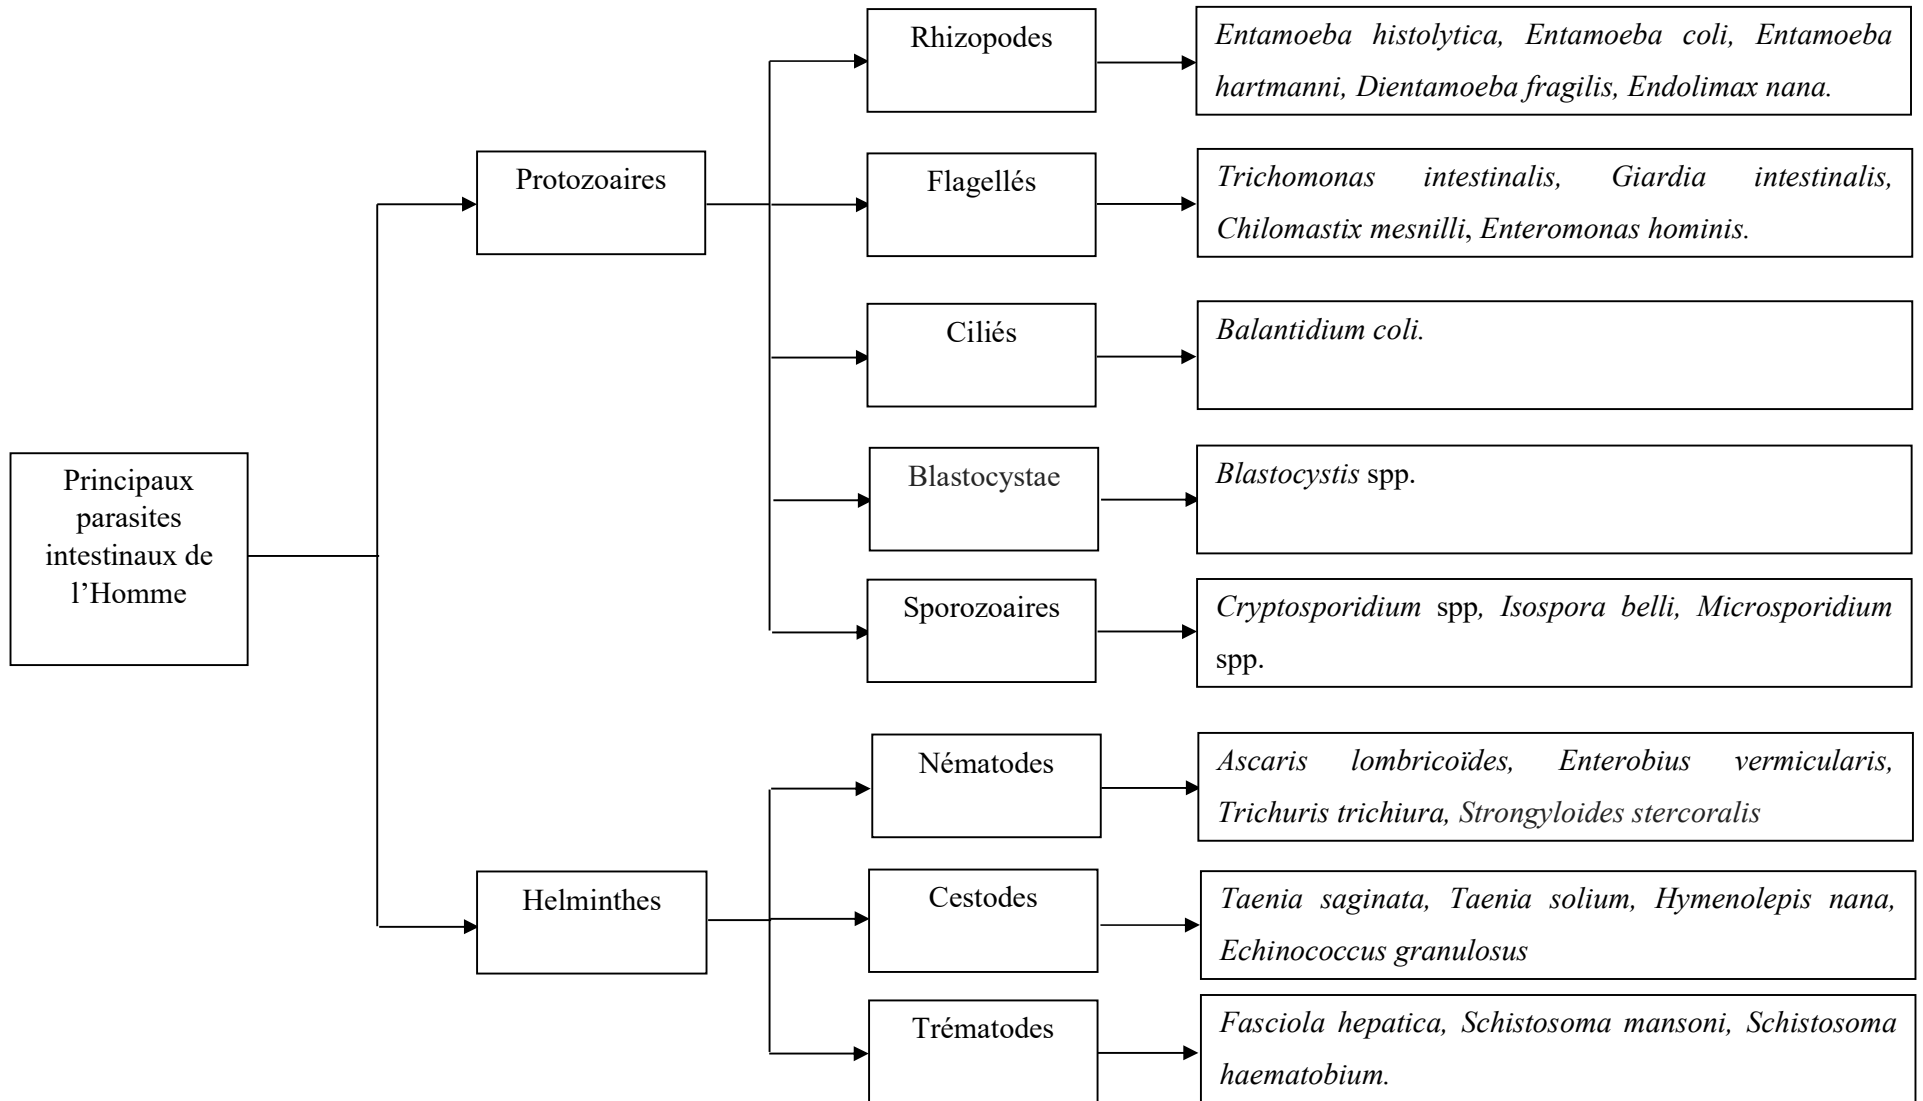 Principaux
parasites
intestinaux de
l’Homme
Protozoaires
Rhizopodes
Entamoeba histolytica, Entamoeba coli, Entamoeba
hartmanni, Dientamoeba fragilis, Endolimax nana.
Flagellés
Trichomonas intestinalis, Giardia intestinalis,
Chilomastix mesnilli, Enteromonas hominis.
Ciliés
Balantidium coli.
Blastocystae
Blastocystis spp.
Sporozoaires
Cryptosporidium spp, Isospora belli, Microsporidium
spp.
Helminthes
Nématodes
Ascaris lombricoïdes, Enterobius vermicularis,
Trichuris trichiura, Strongyloides stercoralis
Cestodes
Taenia saginata, Taenia solium, Hymenolepis nana,
Echinococcus granulosus
Trématodes
Fasciola hepatica, Schistosoma mansoni, Schistosoma
haematobium.